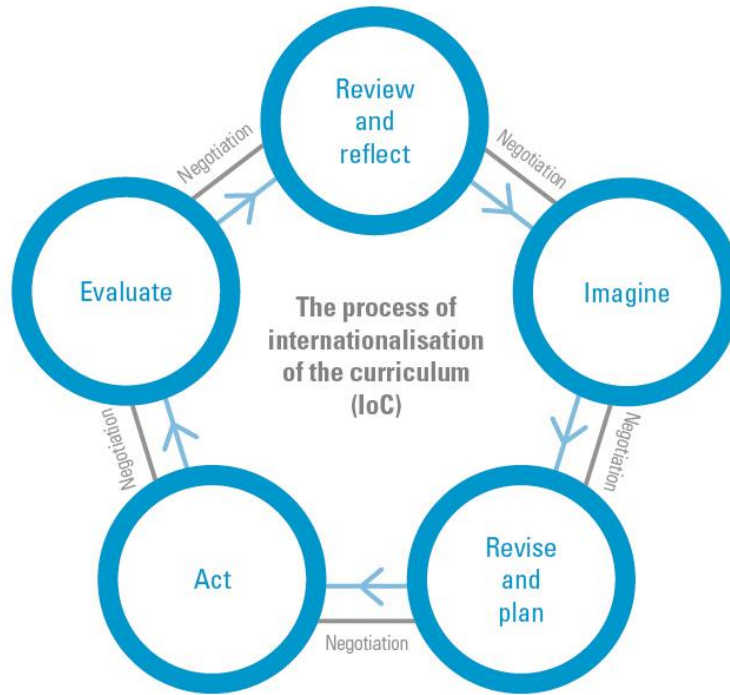 Review
and
reflect
Negotiation
Negotiation
Evaluate
Imagine
The process of
internationalisation
of the curriculum
(IoC)
Negotiation
Negotiation
Act
Revise
and
plan
Negotiation